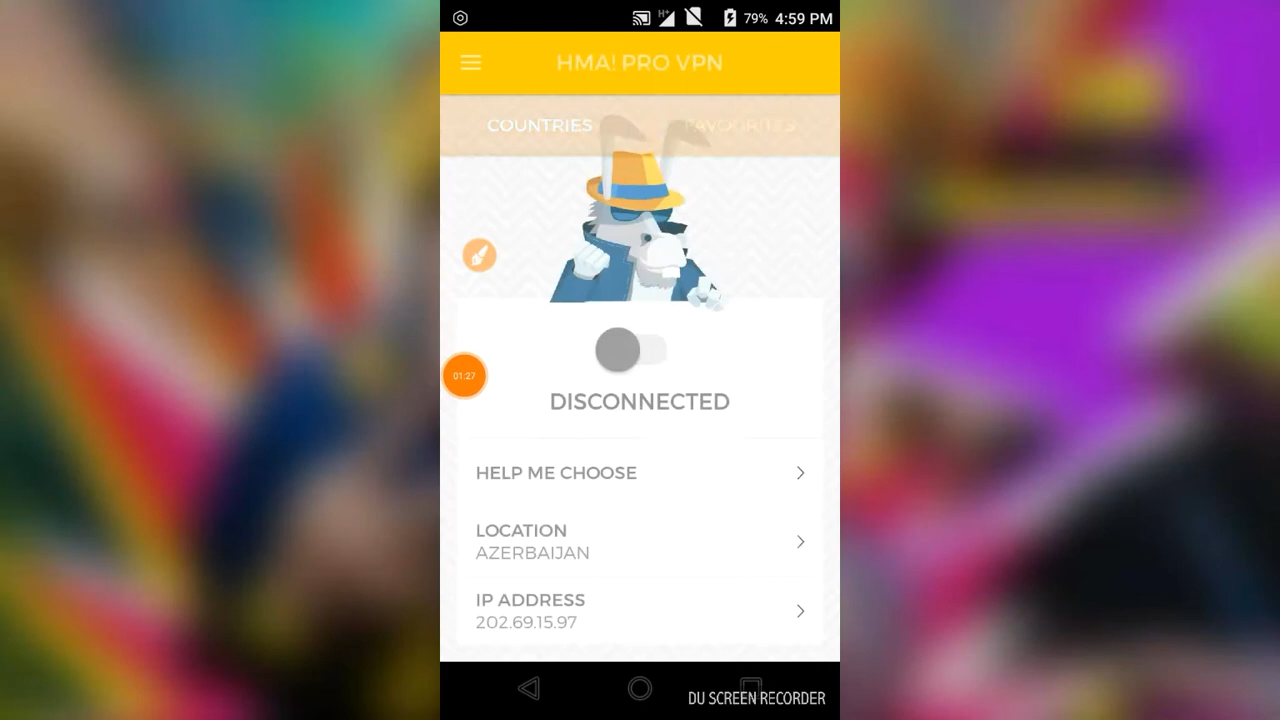 H+ 79% 4:59 PM
HMA! PRO VPN
COUNTRIES FAVOURITES
01:27
DISCONNECTED
HELP ME CHOOSE
LOCATION
AZERBAIJAN
IP ADDRESS
202.69.15.97
DU SCREEN RECORDER